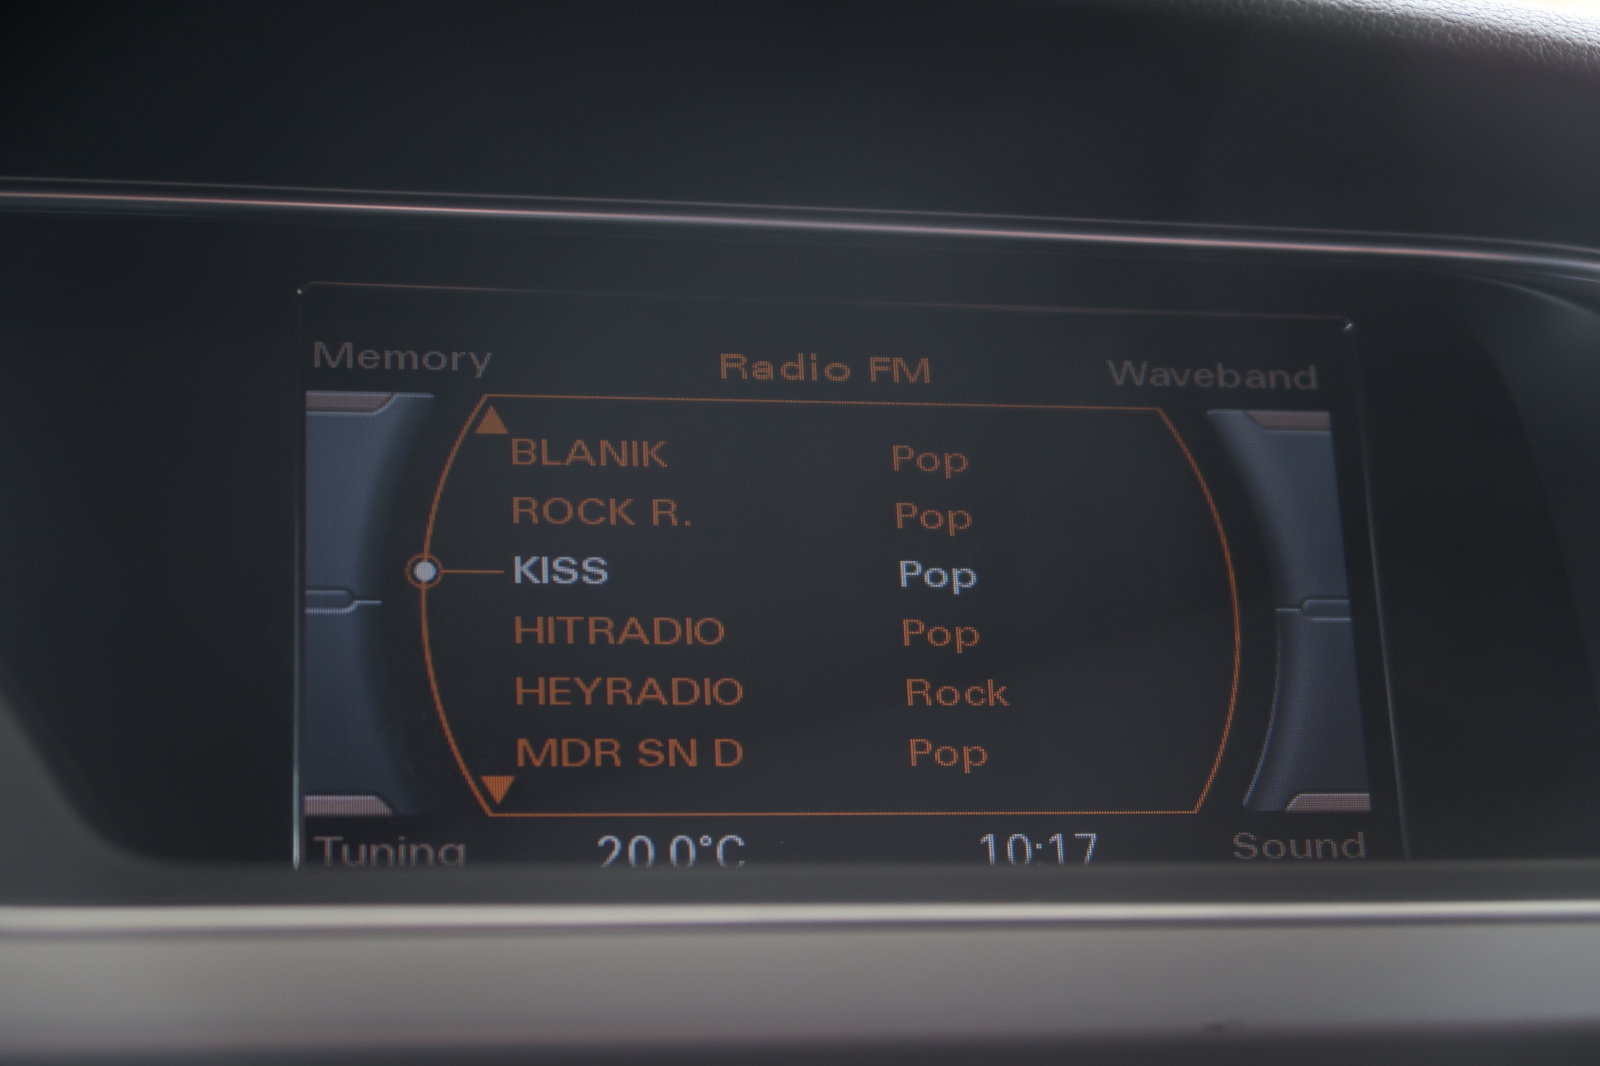 Memory Radio FM Waveband
BLANIK Pop
ROCK R. Pop
KISS Pop
HITRADIO Pop
HEYRADIO Rock
MDR SN D Pop
Tuning 20.0°C 10:17 Sound